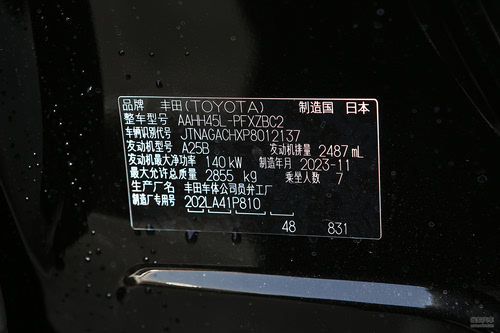 品牌 丰田(TOYOTA) 制造国 日本
整车型号 AAHH45L-PFXZBC2
车辆识别代号 JTNAGACHXP8012137
发动机型号 A25B 发动机排量 2487 mL
发动机最大净功率 140 kW 制造年月 2023-11
最大允许总质量 2855 kg 乘坐人数 7
生产厂名 丰田车体公司员弁工厂
制造厂专用号 202LA41P810
48 831